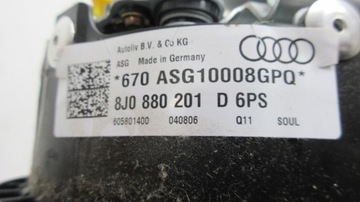 Autoliv B.V. & Co KG
ASG Made in Germany
*670 ASG10008GPQ*
8J0 880 201 D 6PS
605801400 040806 Q11 SOUL